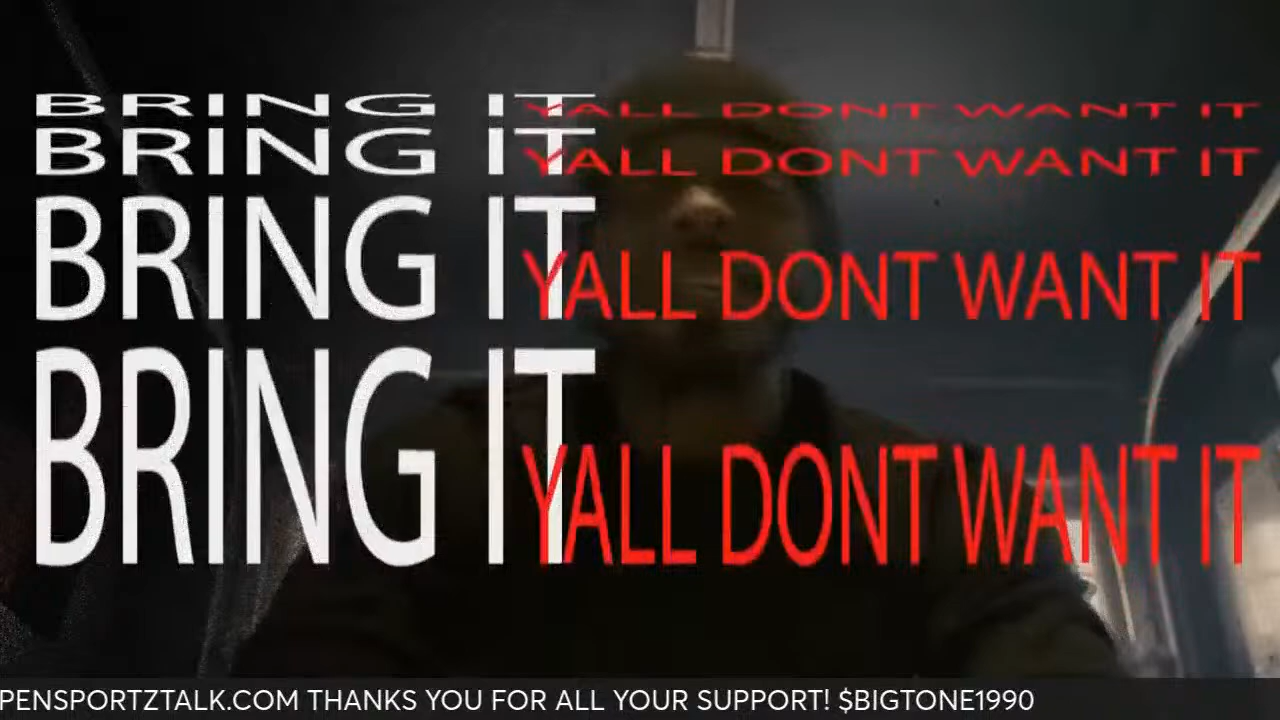 BRING IT
YALL DONT WANT IT
BRING IT
YALL DONT WANT IT
BRING IT
YALL DONT WANT IT
BRING IT
YALL DONT WANT IT
PENSPORTZTALK.COM THANKS YOU FOR ALL YOUR SUPPORT! $BIGTONE1990